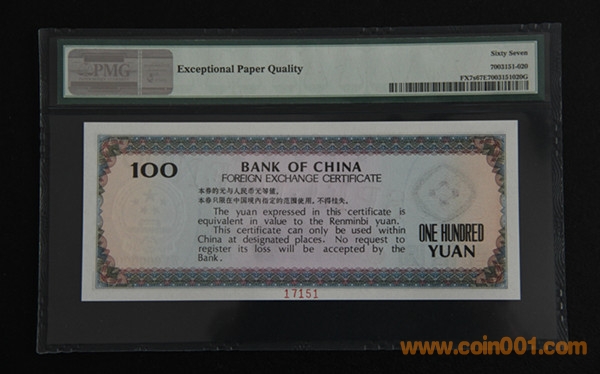 PMG
Exceptional Paper Quality
Sixty Seven
7003151-020
FX7s67E7003151020G
100
BANK OF CHINA
FOREIGN EXCHANGE CERTIFICATE
本券的元与人民币元等值。
本券只限在中国境内指定的范围使用,不得挂失。
The yuan expressed in this certificate is
equivalent in value to the Renminbi yuan.
This certificate can only be used within
China at designated places. No request to
register its loss will be accepted by the
Bank.
ONE HUNDRED
YUAN
17151
www.coin001.com